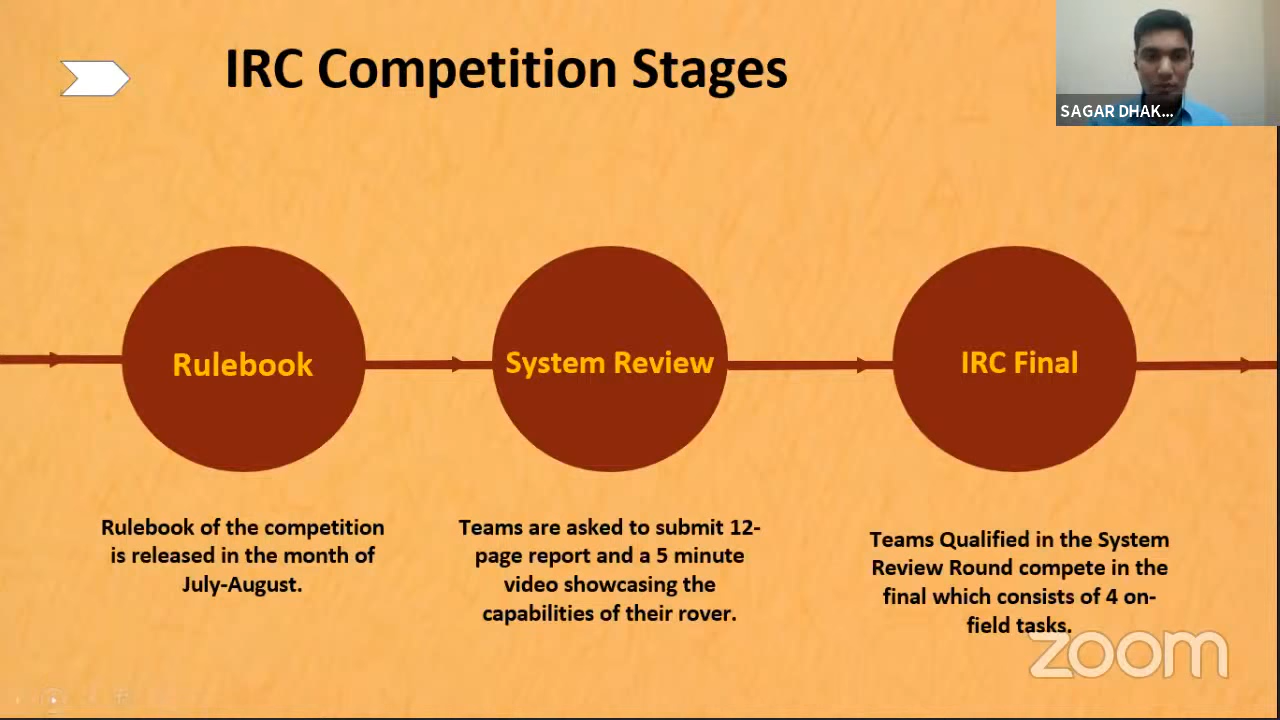 IRC Competition Stages
SAGAR DHAK...
Rulebook
System Review
IRC Final
Rulebook of the competition
is released in the month of
July-August.
Teams are asked to submit 12-
page report and a 5 minute
video showcasing the
capabilities of their rover.
Teams Qualified in the System
Review Round compete in the
final which consists of 4 on-
field tasks.
zoom